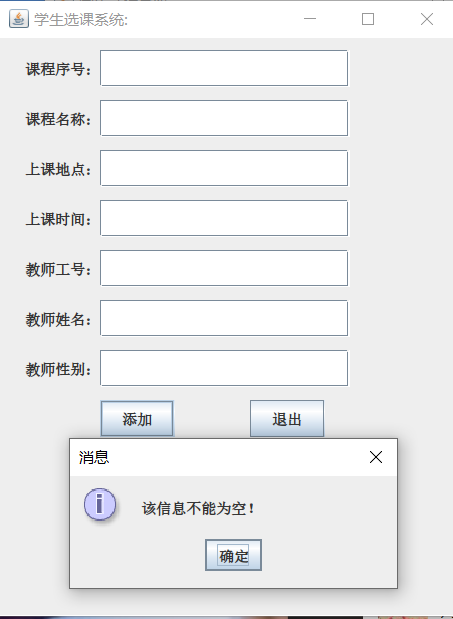 学生选课系统:
课程序号：
课程名称：
上课地点：
上课时间：
教师工号：
教师姓名：
教师性别：
添加 退出
消息
该信息不能为空！
确定